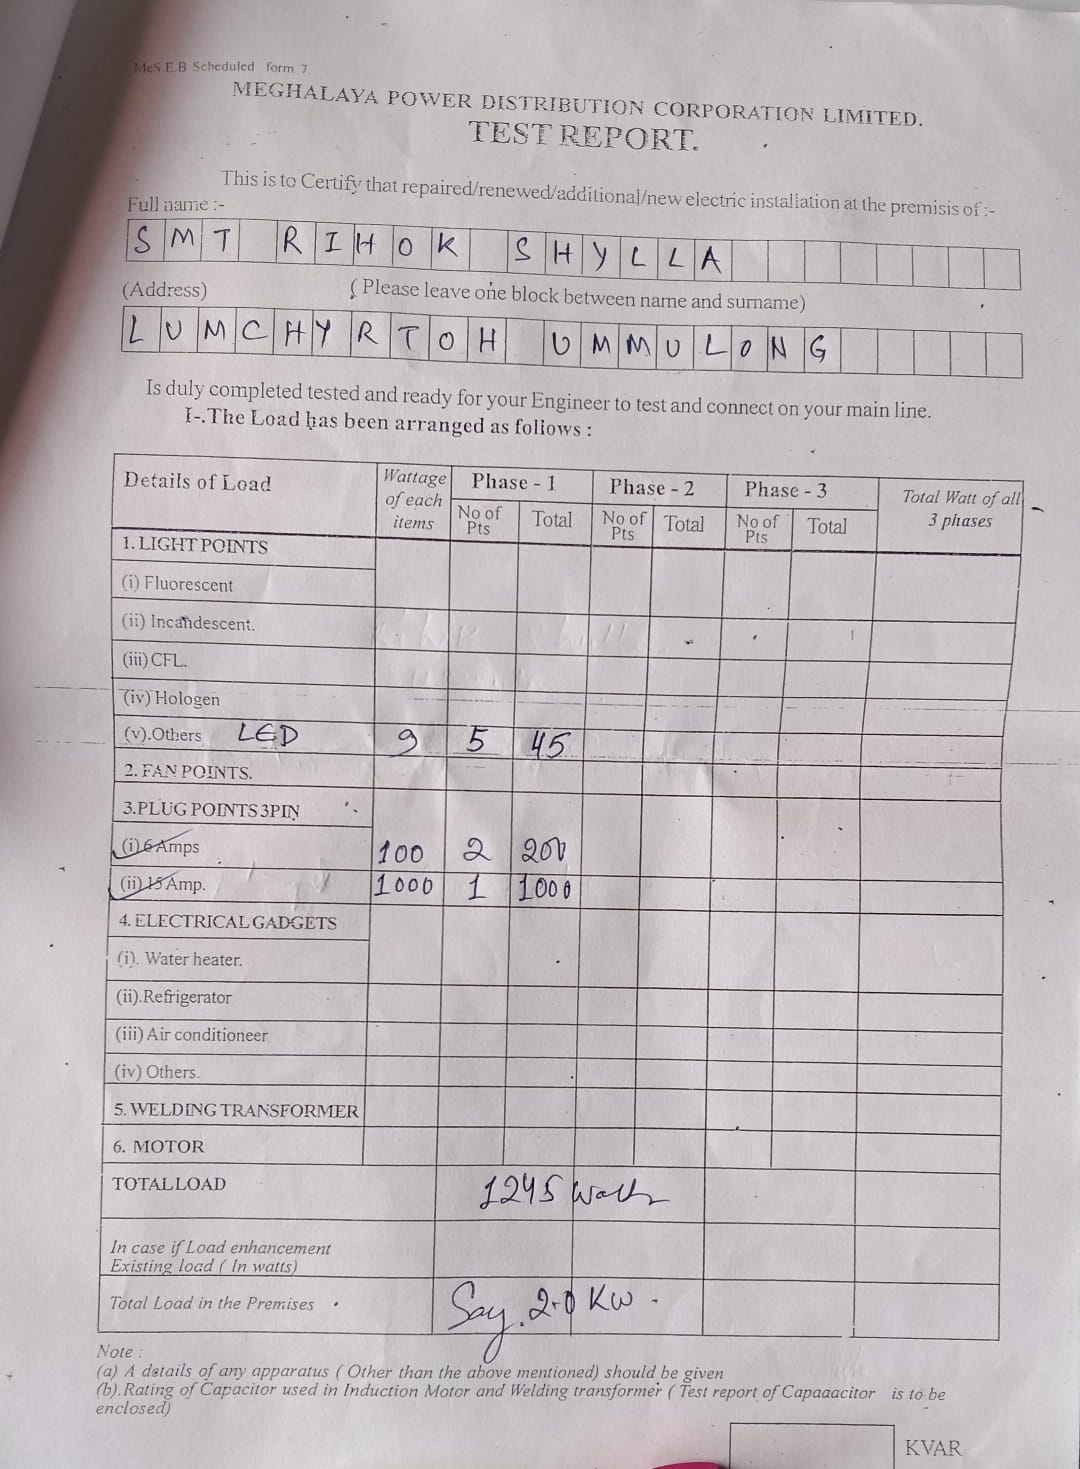 MeS.E.B Scheduled form 7
MEGHALAYA POWER DISTRIBUTION CORPORATION LIMITED.
TEST REPORT.
This is to Certify that repaired/renewed/additional/new electric installation at the premisis of :-
Full name :-
SMT RIHOK SHYLLA
(Address) ( Please leave one block between name and surname)
LUMCHYRTOH UMMULONG
Is duly completed tested and ready for your Engineer to test and connect on your main line.
I-.The Load has been arranged as follows :
Details of Load Wattage of each items Phase - 1 Phase - 2 Phase - 3 Total Watt of all 3 phases
No of Pts Total No of Pts Total No of Pts Total
1. LIGHT POINTS
(i) Fluorescent
(ii) Incandescent.
(iii) CFL.
(iv) Hologen
(v).Others LED 9 5 45
2. FAN POINTS.
3.PLUG POINTS 3PIN
(i) 6 Amps 100 2 200
(ii) 15 Amp. 1000 1 1000
4. ELECTRICAL GADGETS
(i). Water heater.
(ii).Refrigerator
(iii) Air conditioneer
(iv) Others.
5. WELDING TRANSFORMER
6. MOTOR
TOTAL LOAD 1245 Watts
In case if Load enhancement
Existing load ( In watts)
Total Load in the Premises Say. 2.0 KW.
Note :
(a) A details of any apparatus ( Other than the above mentioned) should be given
(b).Rating of Capacitor used in Induction Motor and Welding transformer ( Test report of Capaaacitor is to be
enclosed)
KVAR